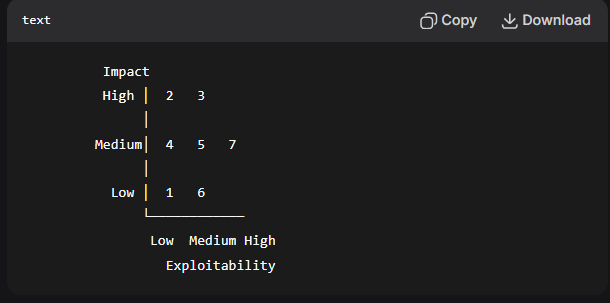 text Copy Download
Impact
High │ 2 3
│
Medium│ 4 5 7
│
Low │ 1 6
└────────────
Low Medium High
Exploitability